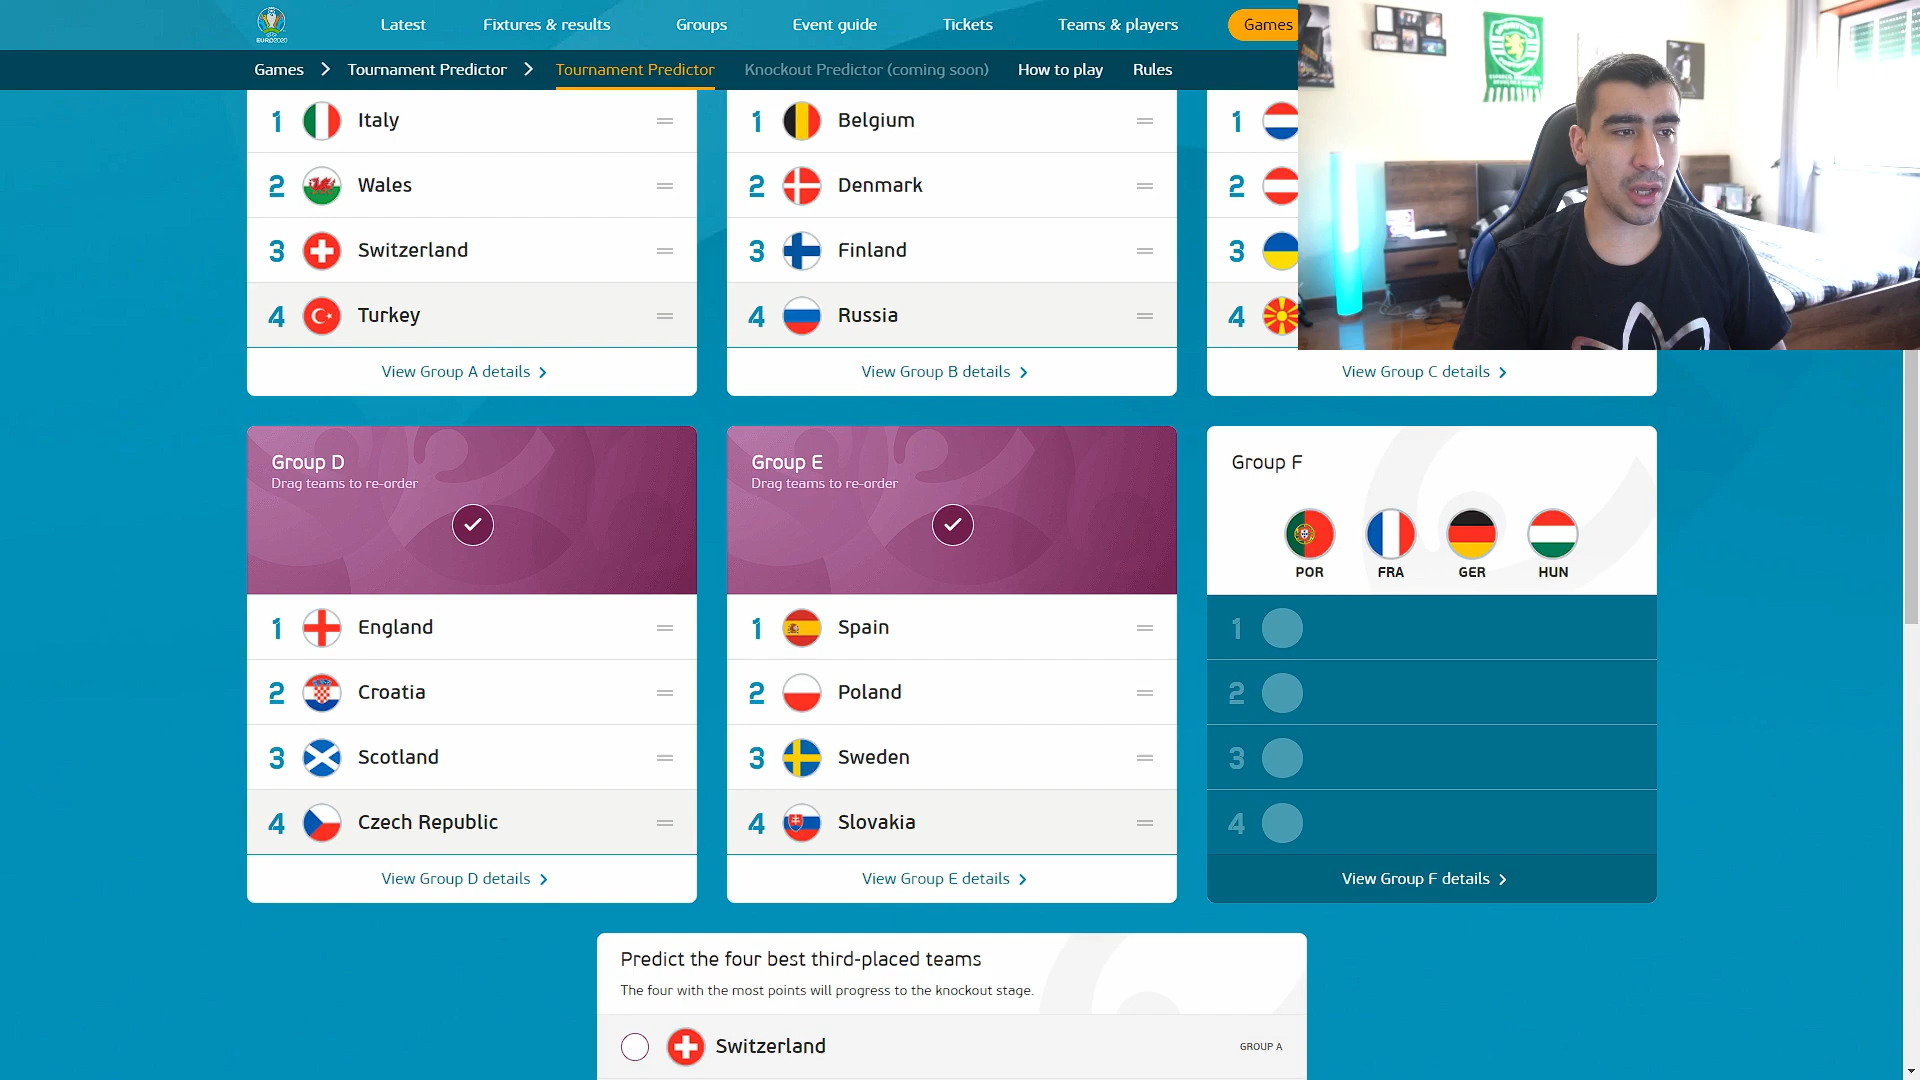 EURO2020
Latest
Fixtures & results
Groups
Event guide
Tickets
Teams & players
Games
Games
Tournament Predictor
Tournament Predictor
Knockout Predictor (coming soon)
How to play
Rules
1 Italy
2 Wales
3 Switzerland
4 Turkey
View Group A details
1 Belgium
2 Denmark
3 Finland
4 Russia
View Group B details
1
2
3
4
View Group C details
Group D
Drag teams to re-order
1 England
2 Croatia
3 Scotland
4 Czech Republic
View Group D details
Group E
Drag teams to re-order
1 Spain
2 Poland
3 Sweden
4 Slovakia
View Group E details
Group F
POR FRA GER HUN
1
2
3
4
View Group F details
Predict the four best third-placed teams
The four with the most points will progress to the knockout stage.
Switzerland GROUP A